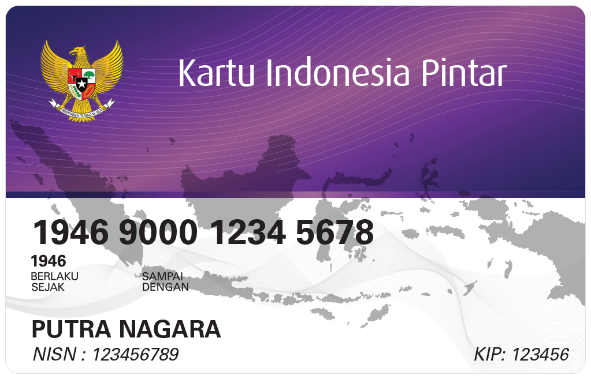 Kartu Indonesia Pintar
1946 9000 1234 5678
1946
BERLAKU SEJAK
SAMPAI DENGAN
PUTRA NAGARA
NISN : 123456789
KIP: 123456